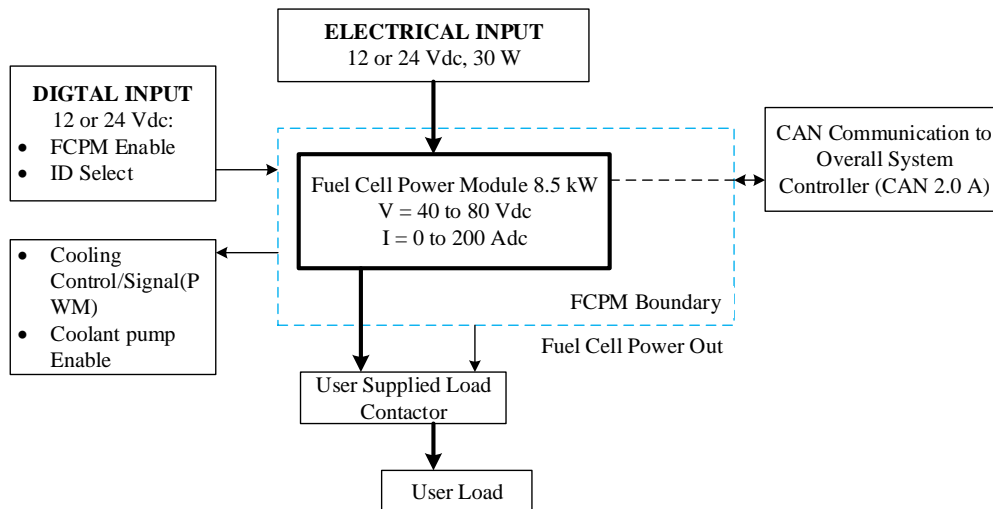 ELECTRICAL INPUT
12 or 24 Vdc, 30 W
DIGTAL INPUT
12 or 24 Vdc:
• FCPM Enable
• ID Select
CAN Communication to
Overall System
Controller (CAN 2.0 A)
Fuel Cell Power Module 8.5 kW
V = 40 to 80 Vdc
I = 0 to 200 Adc
• Cooling
Control/Signal(P
WM)
• Coolant pump
Enable
FCPM Boundary
Fuel Cell Power Out
User Supplied Load
Contactor
User Load